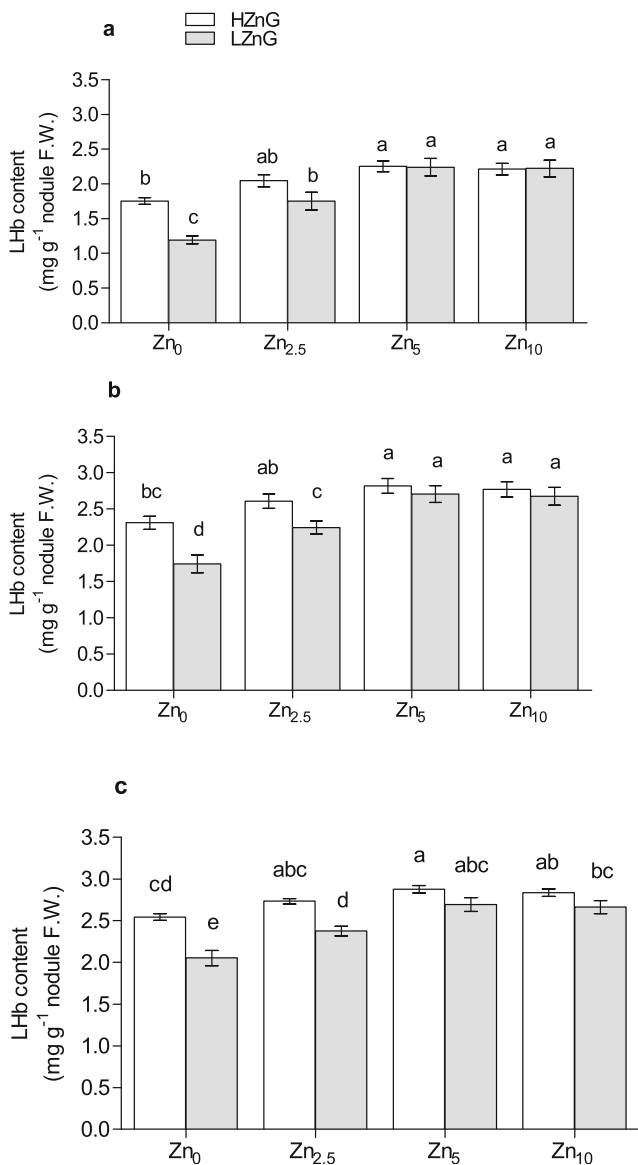 HZnG
LZnG
a
LHb content
(mg g⁻¹ nodule F.W.)
3.5
3.0
2.5
2.0
1.5
1.0
0.5
0.0
b
c
ab
b
a
a
a
a
Zn₀
Zn₂.₅
Zn₅
Zn₁₀
b
LHb content
(mg g⁻¹ nodule F.W.)
3.5
3.0
2.5
2.0
1.5
1.0
0.5
0.0
bc
d
ab
c
a
a
a
a
Zn₀
Zn₂.₅
Zn₅
Zn₁₀
c
LHb content
(mg g⁻¹ nodule F.W.)
3.5
3.0
2.5
2.0
1.5
1.0
0.5
0.0
cd
e
abc
d
a
abc
ab
bc
Zn₀
Zn₂.₅
Zn₅
Zn₁₀